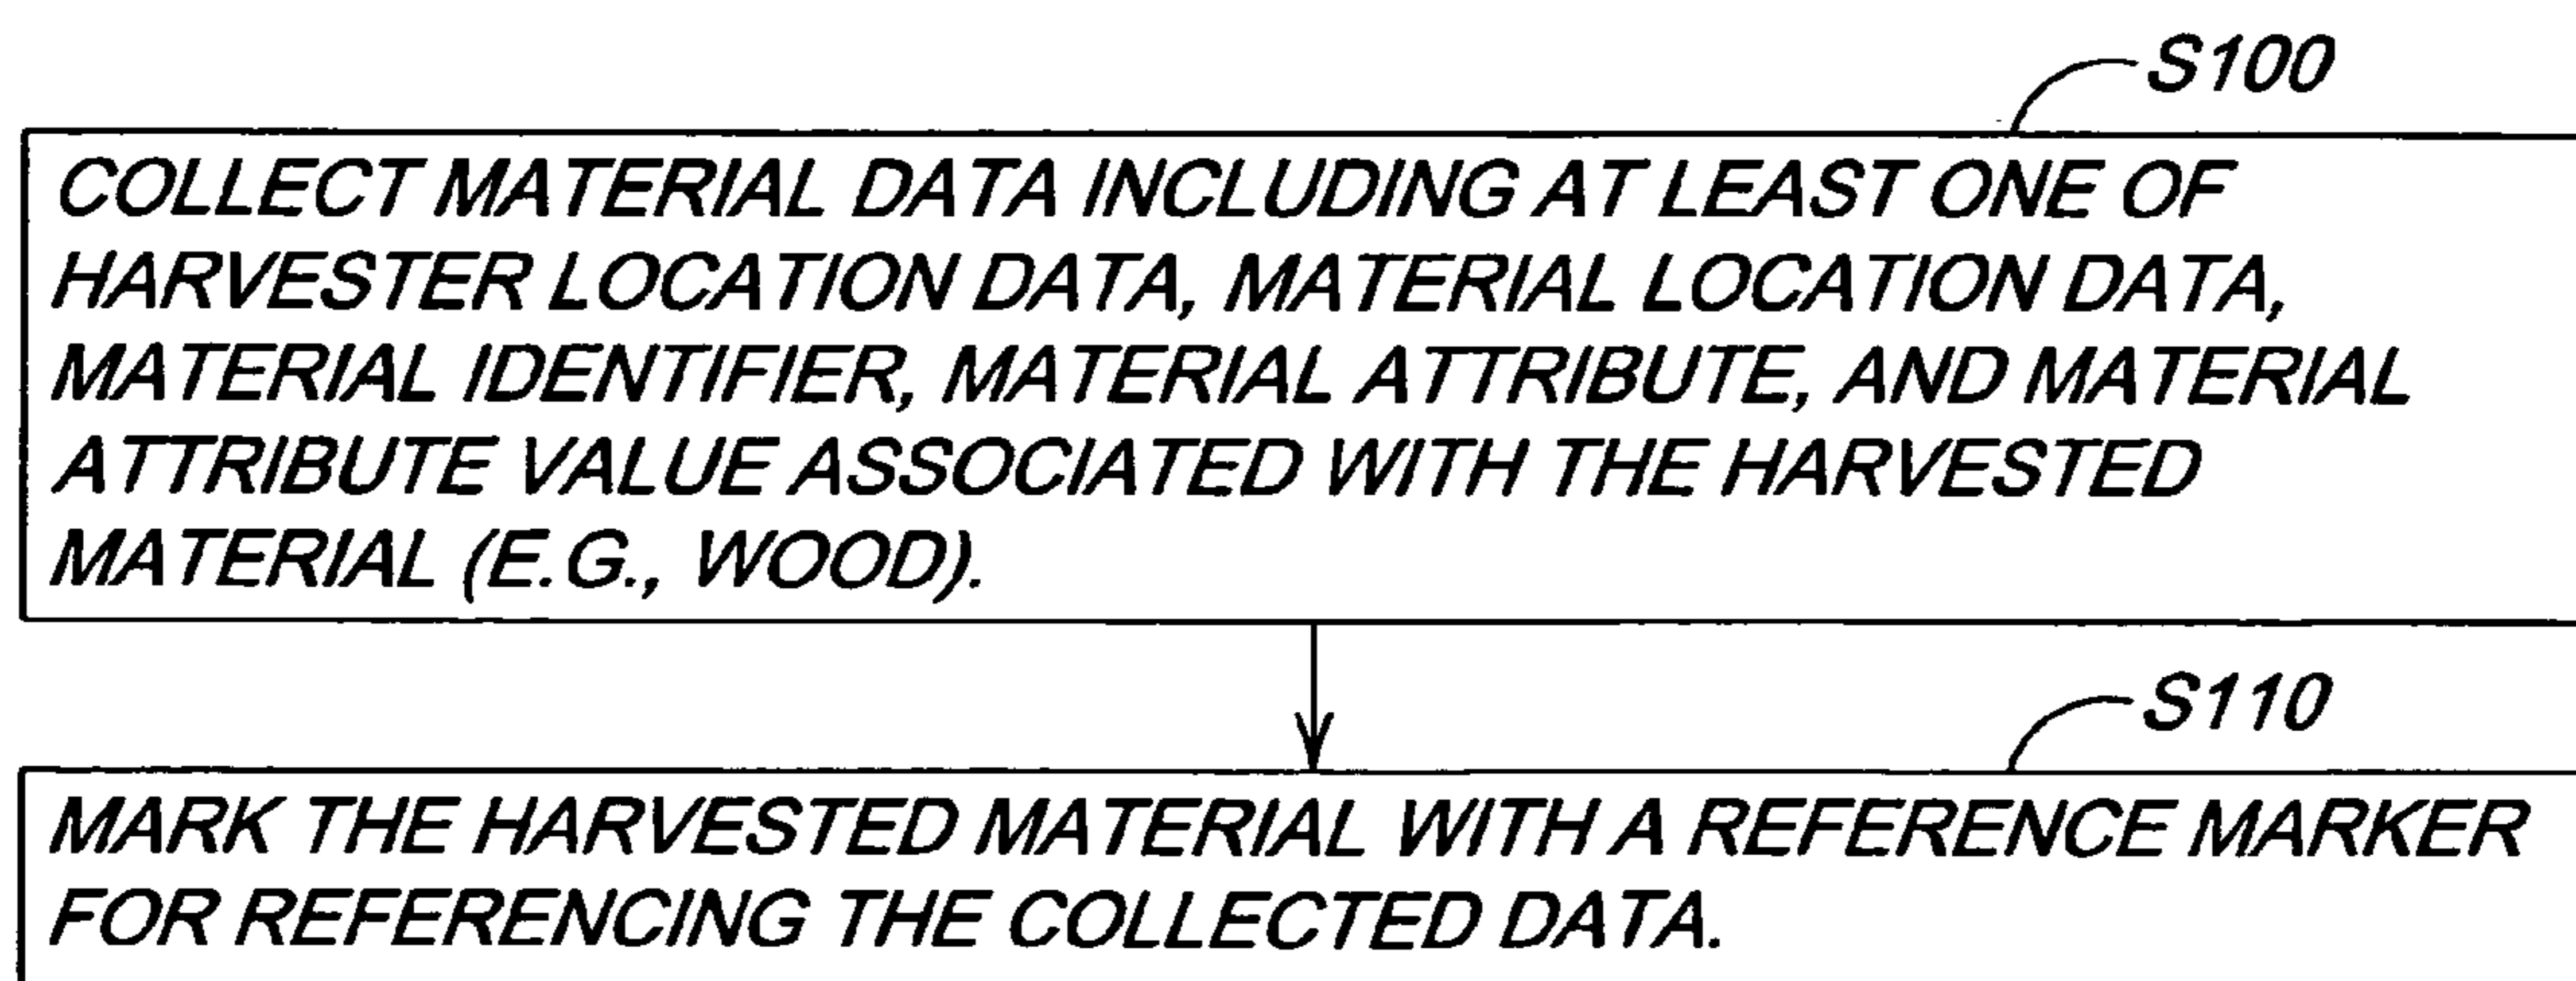 S100
COLLECT MATERIAL DATA INCLUDING AT LEAST ONE OF
HARVESTER LOCATION DATA, MATERIAL LOCATION DATA,
MATERIAL IDENTIFIER, MATERIAL ATTRIBUTE, AND MATERIAL
ATTRIBUTE VALUE ASSOCIATED WITH THE HARVESTED
MATERIAL (E.G., WOOD).
S110
MARK THE HARVESTED MATERIAL WITH A REFERENCE MARKER
FOR REFERENCING THE COLLECTED DATA.